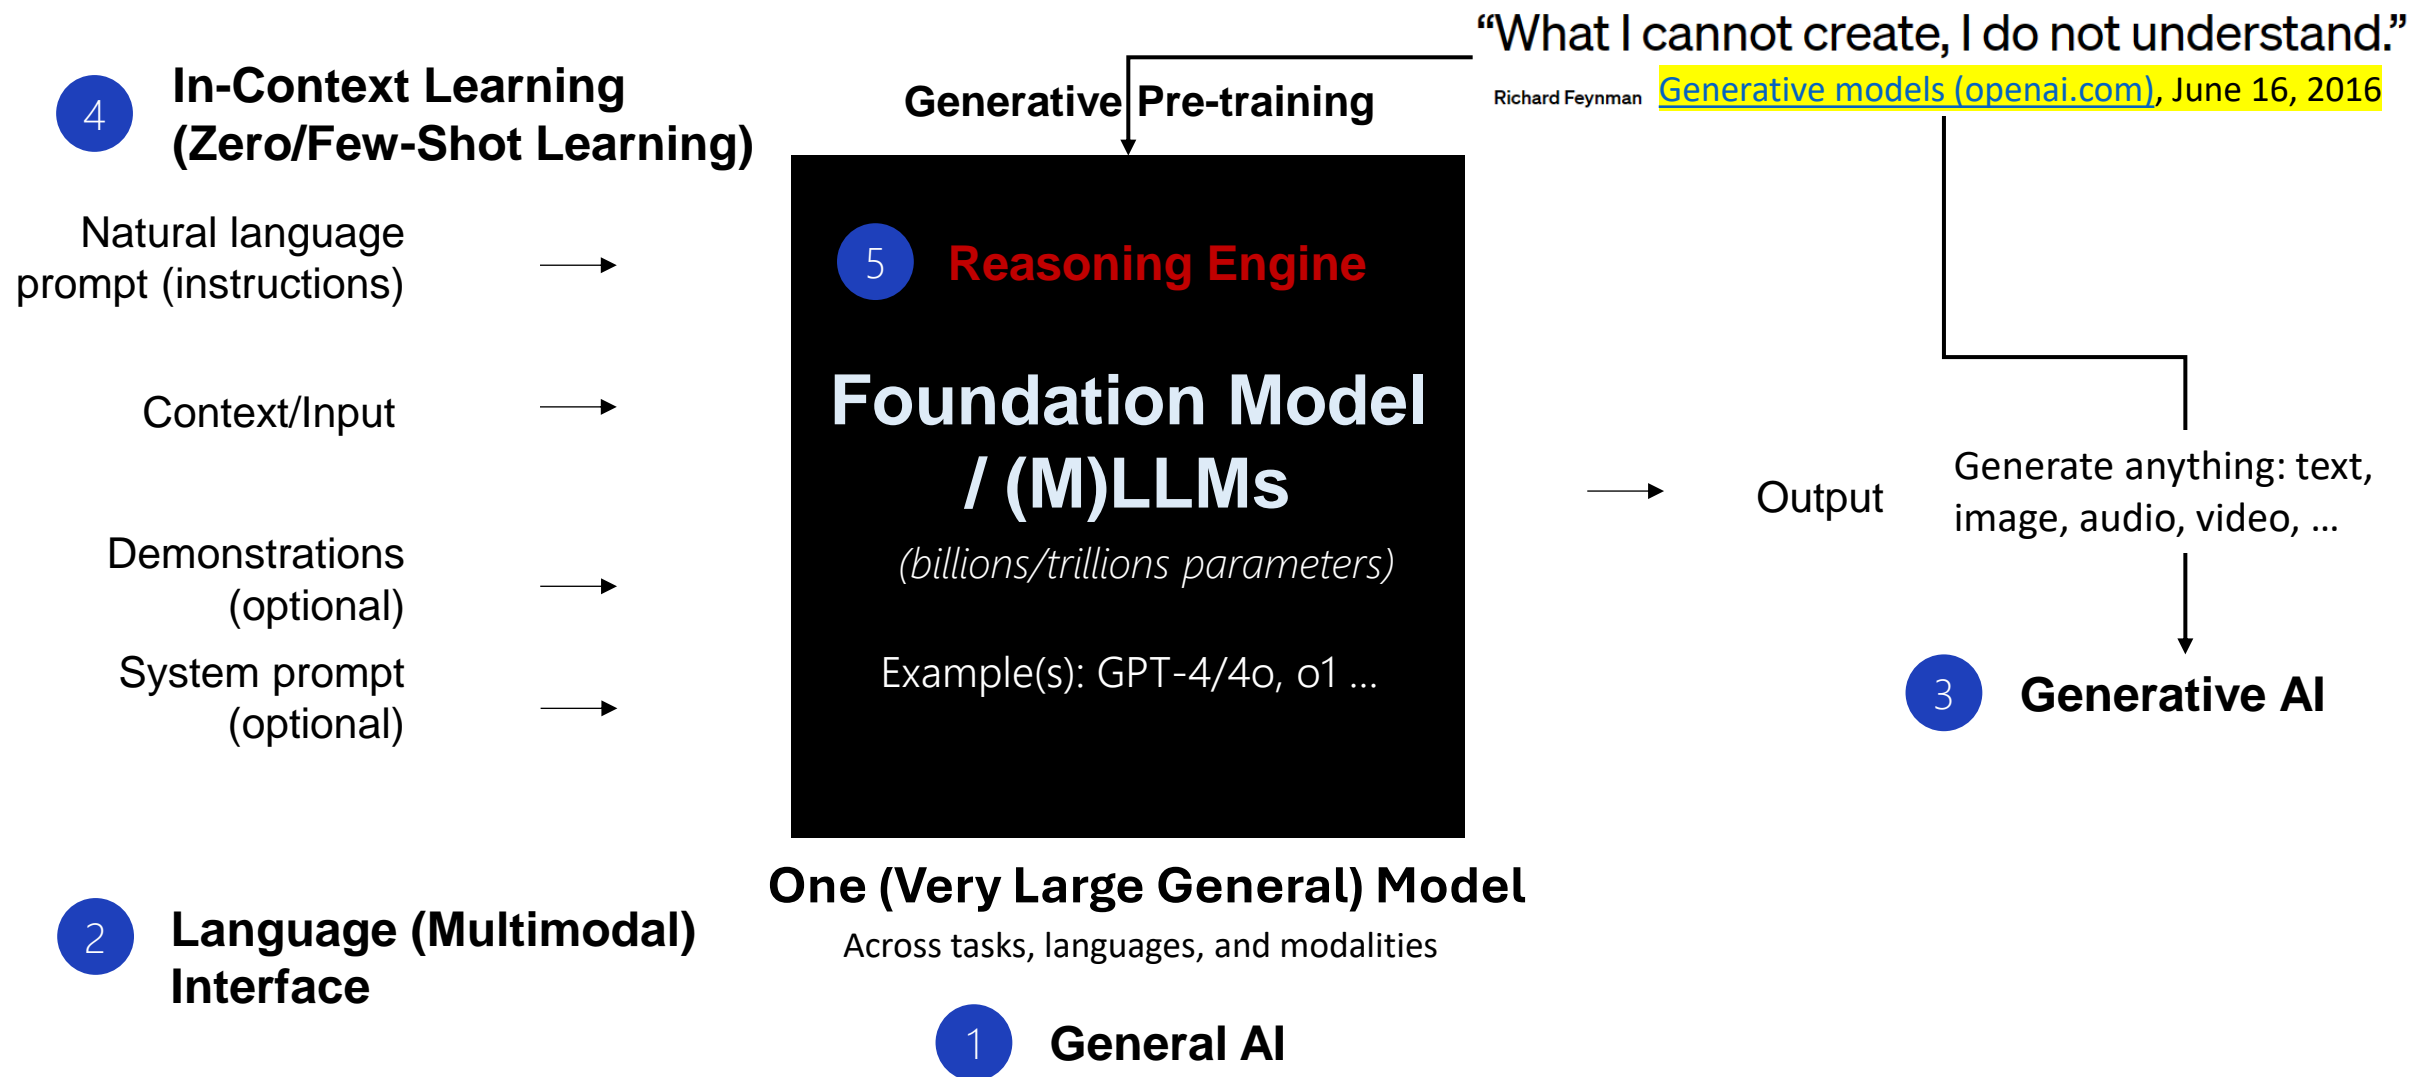 “What I cannot create, I do not understand.”
Richard Feynman Generative models (openai.com), June 16, 2016
4
In-Context Learning
(Zero/Few-Shot Learning)
Generative Pre-training
Natural language
prompt (instructions)
Context/Input
Demonstrations
(optional)
System prompt
(optional)
5
Reasoning Engine
Foundation Model
/ (M)LLMs
(billions/trillions parameters)
Example(s): GPT-4/4o, o1 ...
Output
Generate anything: text,
image, audio, video, ...
3
Generative AI
One (Very Large General) Model
Across tasks, languages, and modalities
2
Language (Multimodal)
Interface
1
General AI